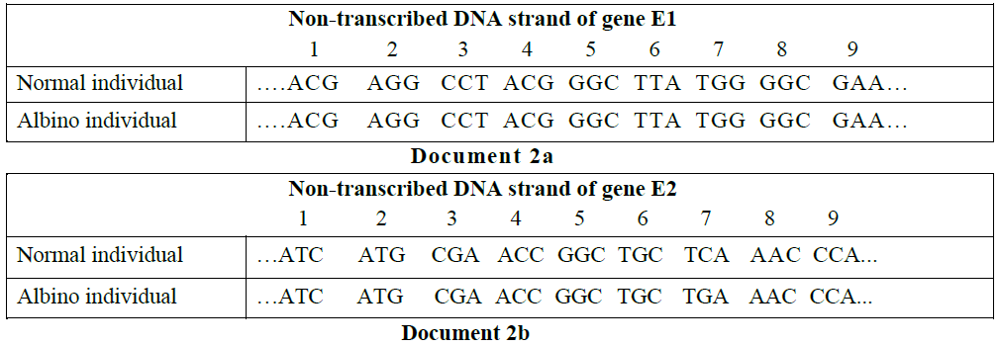 Non-transcribed DNA strand of gene E1
1 2 3 4 5 6 7 8 9
Normal individual ….ACG AGG CCT ACG GGC TTA TGG GGC GAA…
Albino individual ….ACG AGG CCT ACG GGC TTA TGG GGC GAA…
Document 2a
Non-transcribed DNA strand of gene E2
1 2 3 4 5 6 7 8 9
Normal individual …ATC ATG CGA ACC GGC TGC TCA AAC CCA...
Albino individual …ATC ATG CGA ACC GGC TGC TGA AAC CCA...
Document 2b